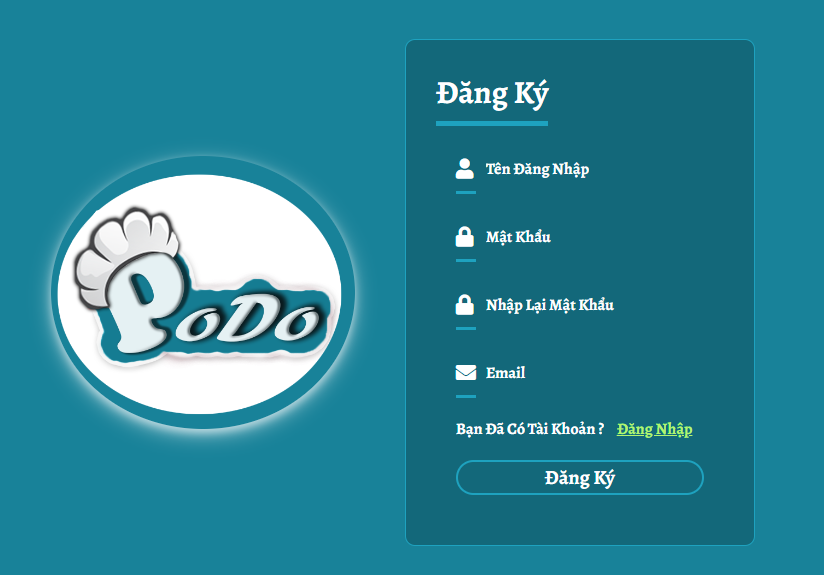 PoDo
Đăng Ký
Tên Đăng Nhập
Mật Khẩu
Nhập Lại Mật Khẩu
Email
Bạn Đã Có Tài Khoản ? Đăng Nhập
Đăng Ký